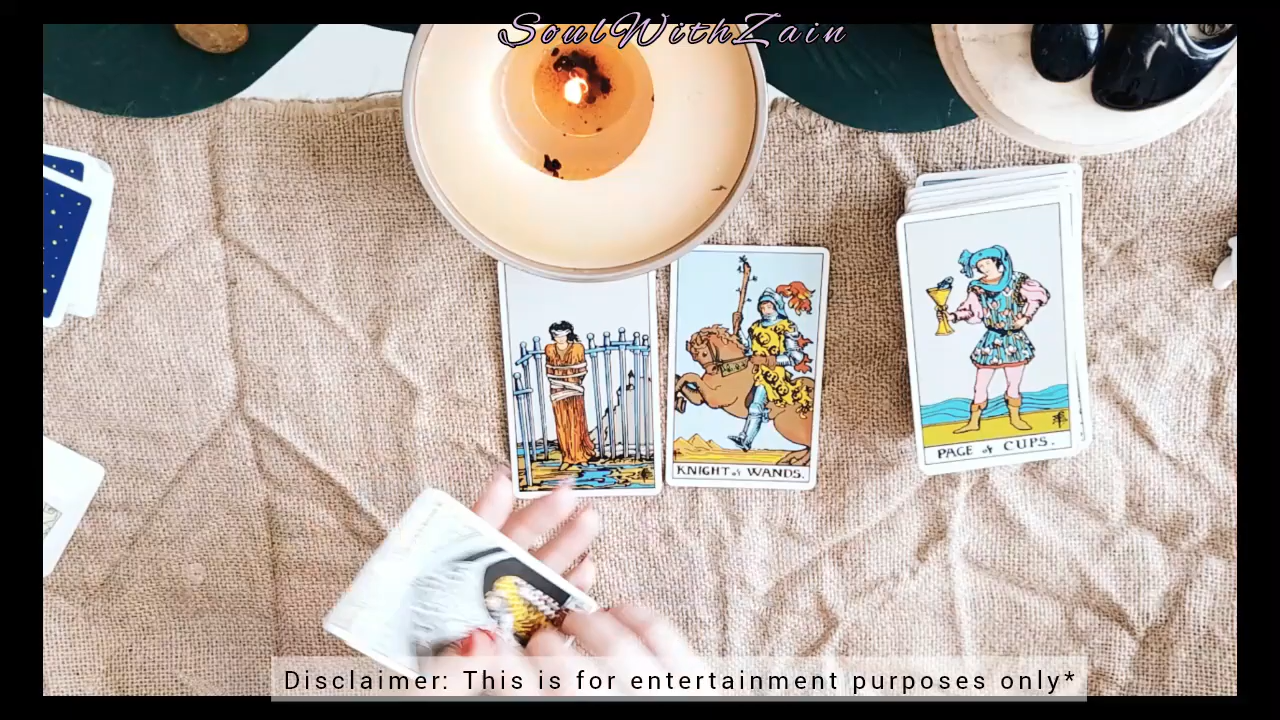 SoulWithZain
KNIGHT of WANDS.
PAGE of CUPS.
Disclaimer: This is for entertainment purposes only*